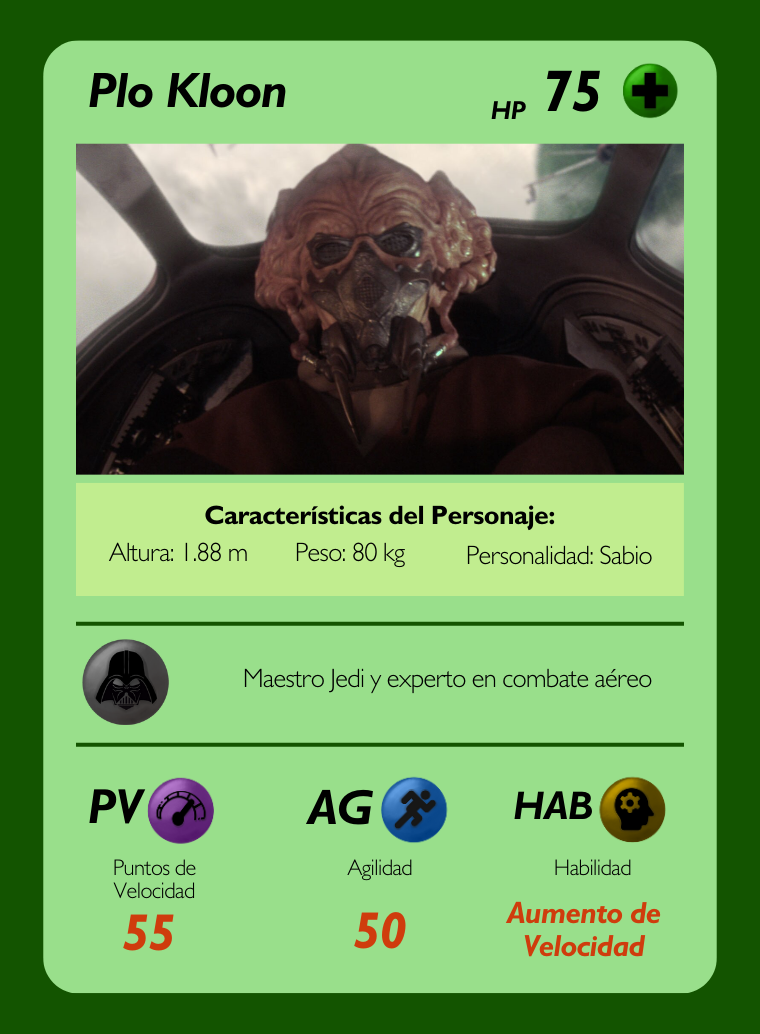 Plo Kloon
HP 75
Características del Personaje:
Altura: 1.88 m Peso: 80 kg Personalidad: Sabio
Maestro Jedi y experto en combate aéreo
PV AG HAB
Puntos de Velocidad
Agilidad
Habilidad
55
50
Aumento de
Velocidad